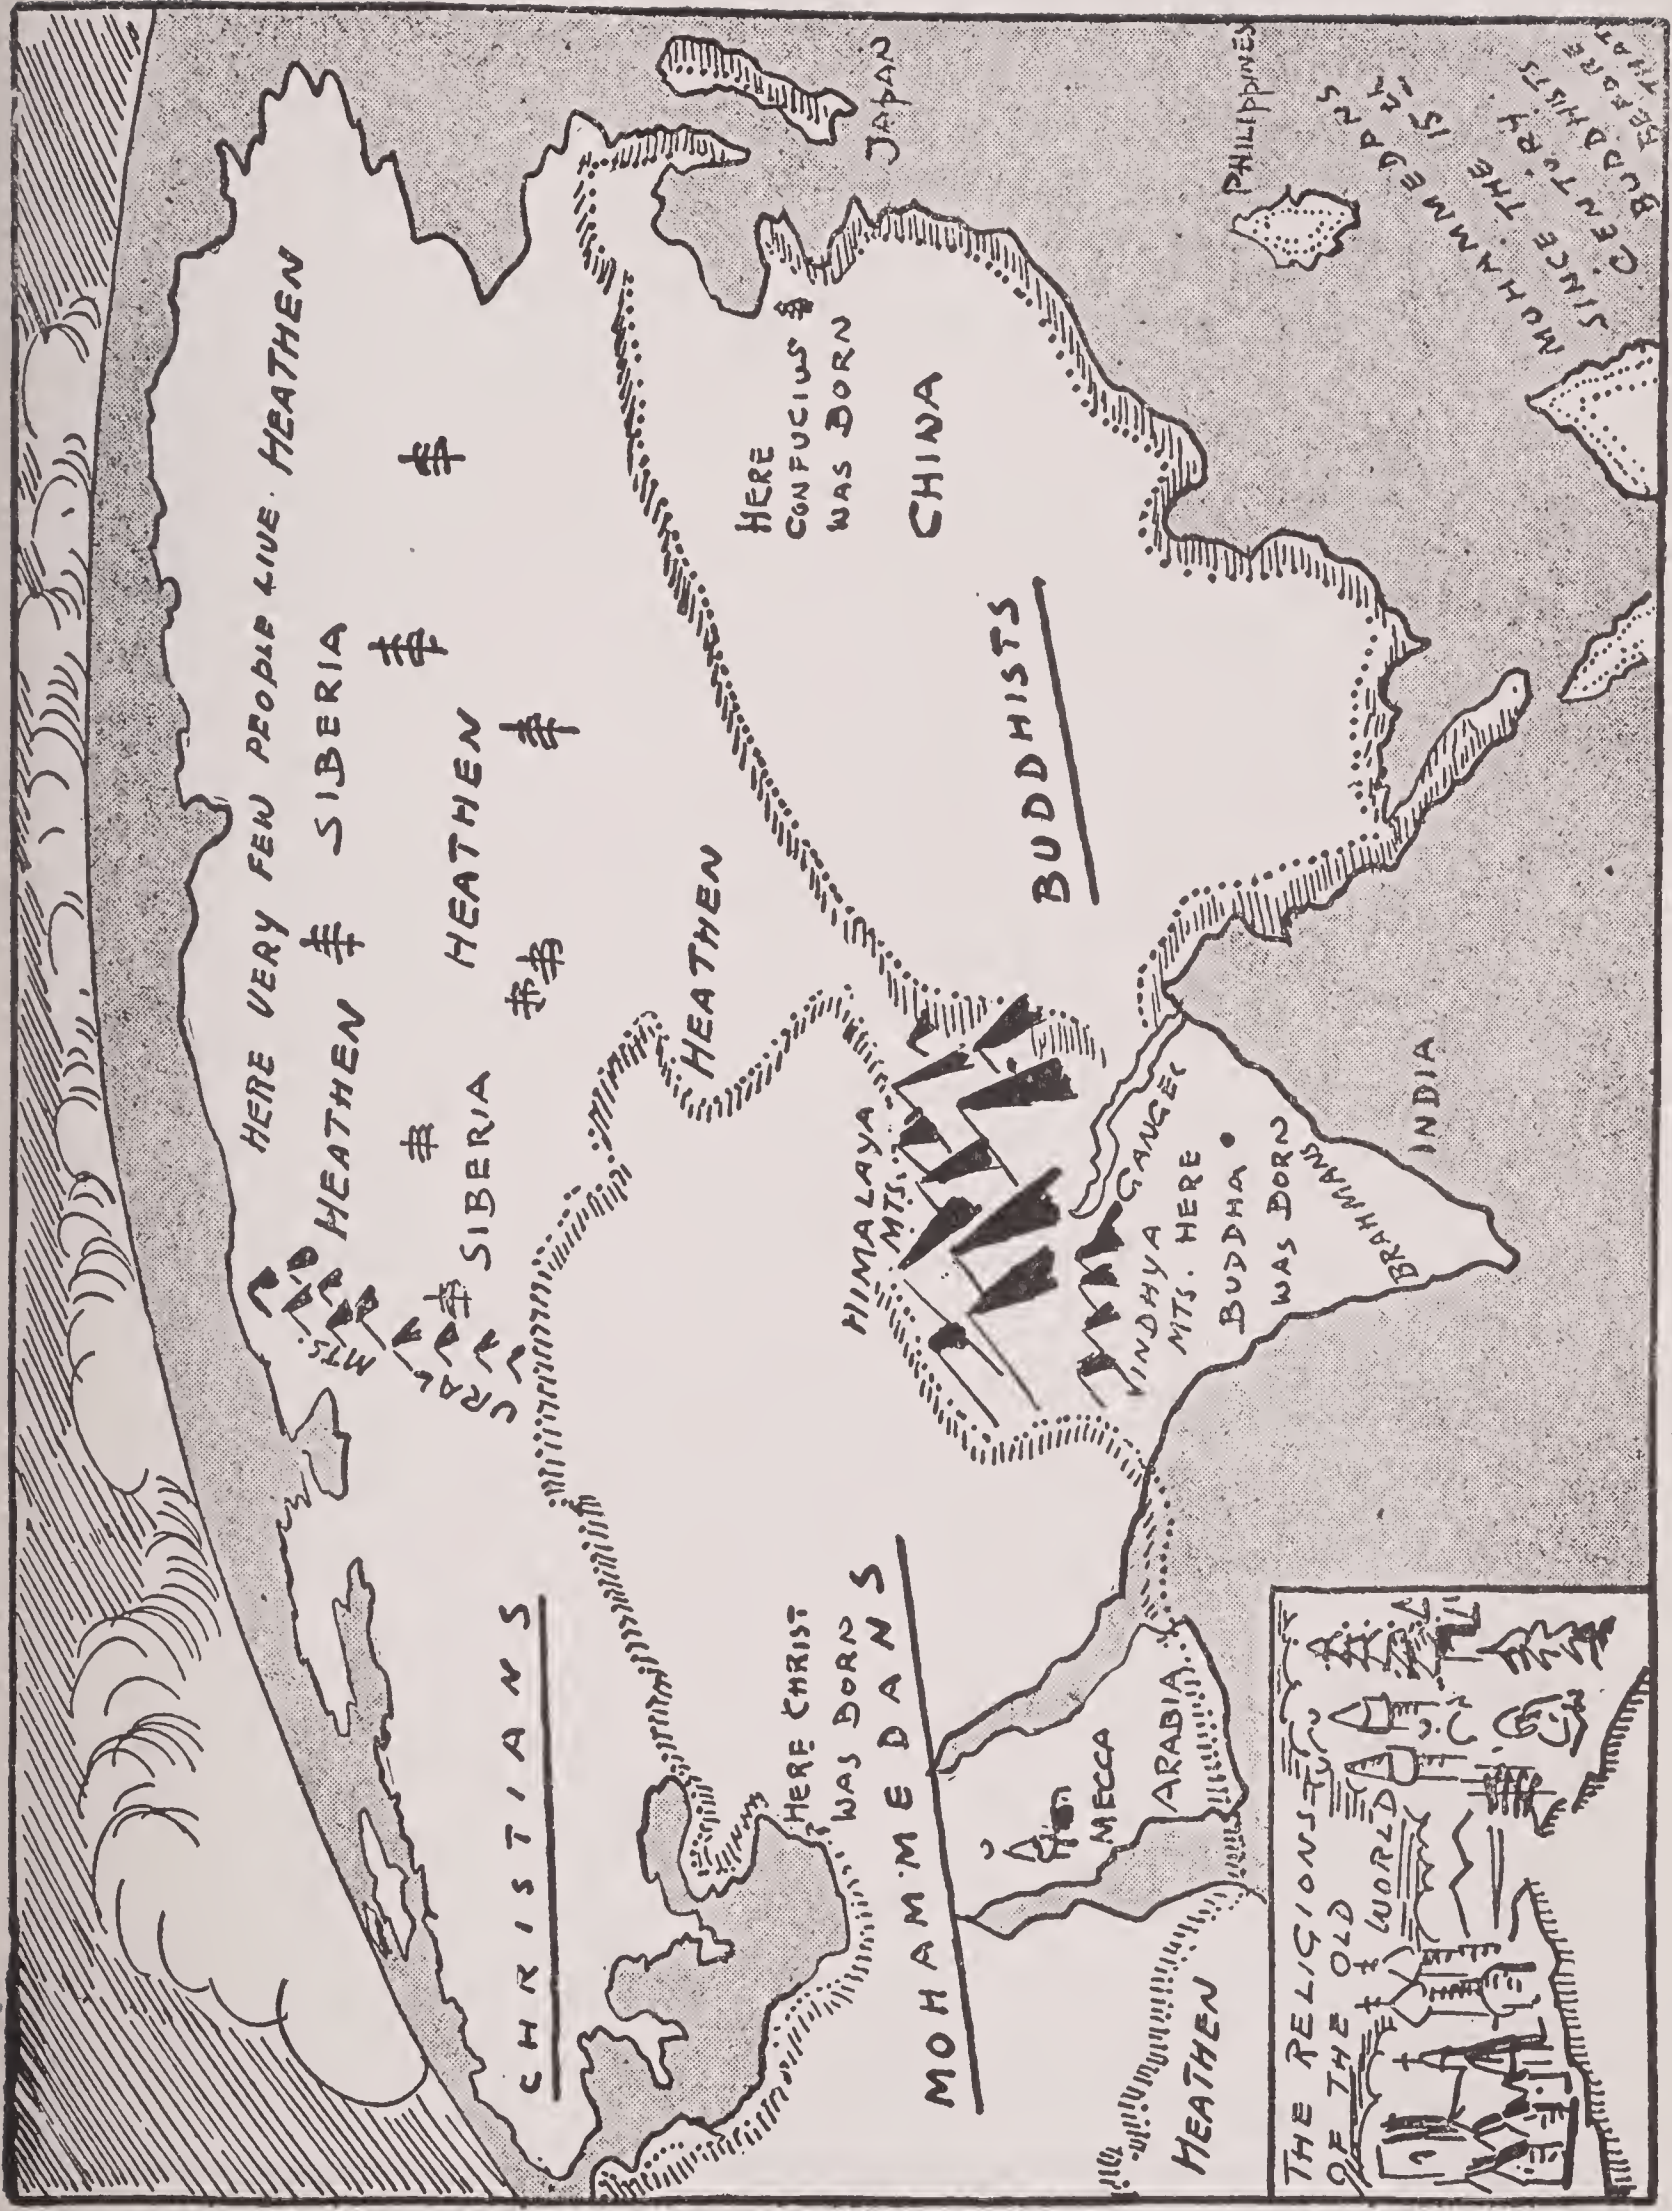 HERE VERY FEW PEOPLE LIVE. HEATHEN
HEATHEN
SIBERIA
URAL MTS.
SIBERIA
HEATHEN
CHRISTIANS
HEATHEN
HERE
CONFUCIUS
WAS BORN
CHINA
JAPAN
HERE CHRIST
WAS BORN
MOHAMMEDANS
HIMALAYA
MTS.
BUDDHISTS
MECCA
ARABIA
GANGES
VINDHYA
MTS. HERE
BUDDHA
WAS BORN
BRAHMANS
INDIA
HEATHEN
PHILIPPINES
MUHAMMEDANS
SINCE THE 15TH
CENTURY.
BUDDHISTS
BEFORE
THAT
THE RELIGIONS
OF THE OLD
WORLD